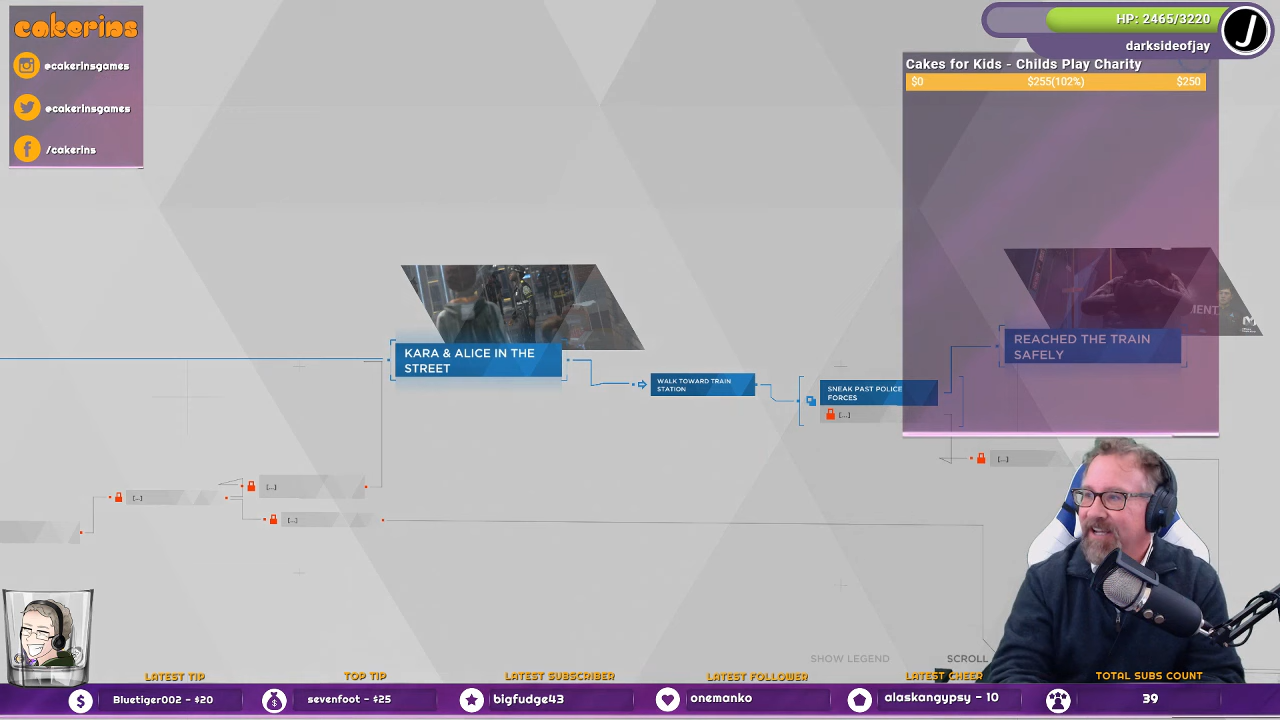 cakerins
@cakerinsgames
@cakerinsgames
/cakerins
HP: 2465/3220
darksideofjay
Cakes for Kids - Childs Play Charity
$0 $255(102%) $250
KARA & ALICE IN THE
STREET
WALK TOWARD TRAIN
STATION
SNEAK PAST POLICE
FORCES
[...]
REACHED THE TRAIN
SAFELY
[...]
[...]
[...]
[...]
SHOW LEGEND
SCROLL
LATEST TIP
Bluetiger002 - $20
TOP TIP
sevenfoot - $25
LATEST SUBSCRIBER
bigfudge43
LATEST FOLLOWER
onemanko
LATEST CHEER
alaskangypsy - 10
TOTAL SUBS COUNT
39